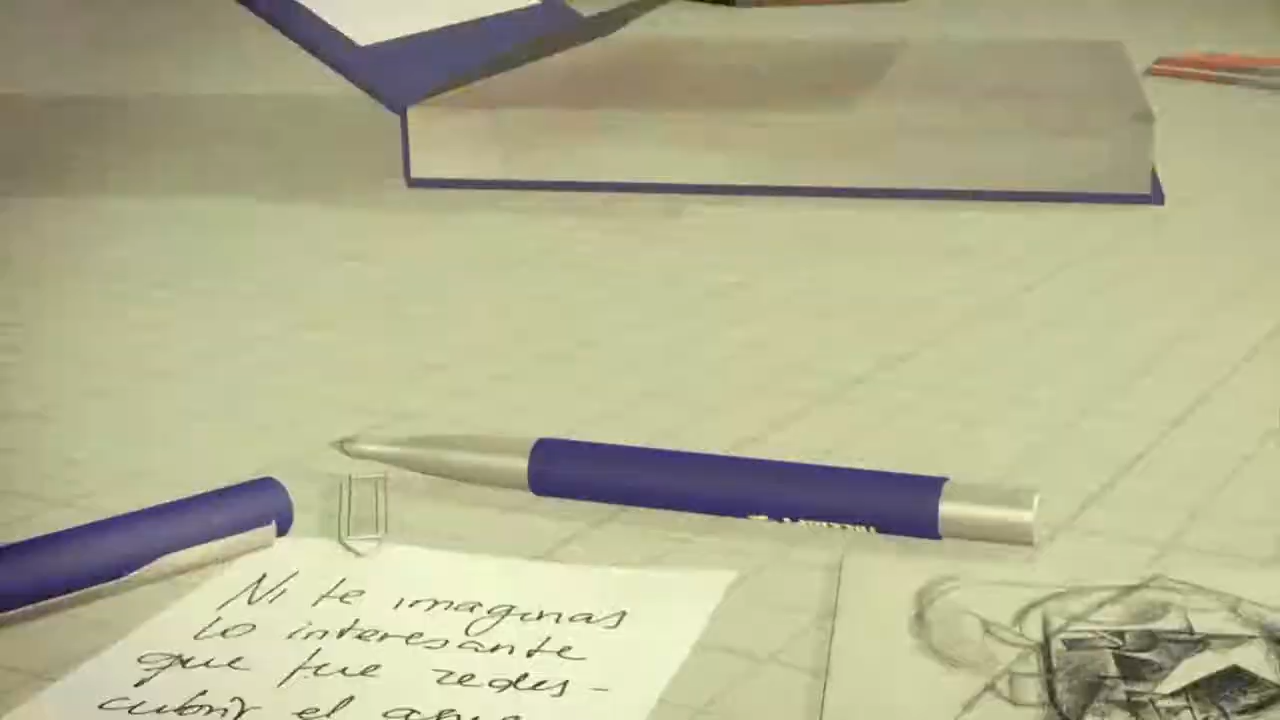 Ni te imaginas
lo interesante
que fue redes-
cubrir el